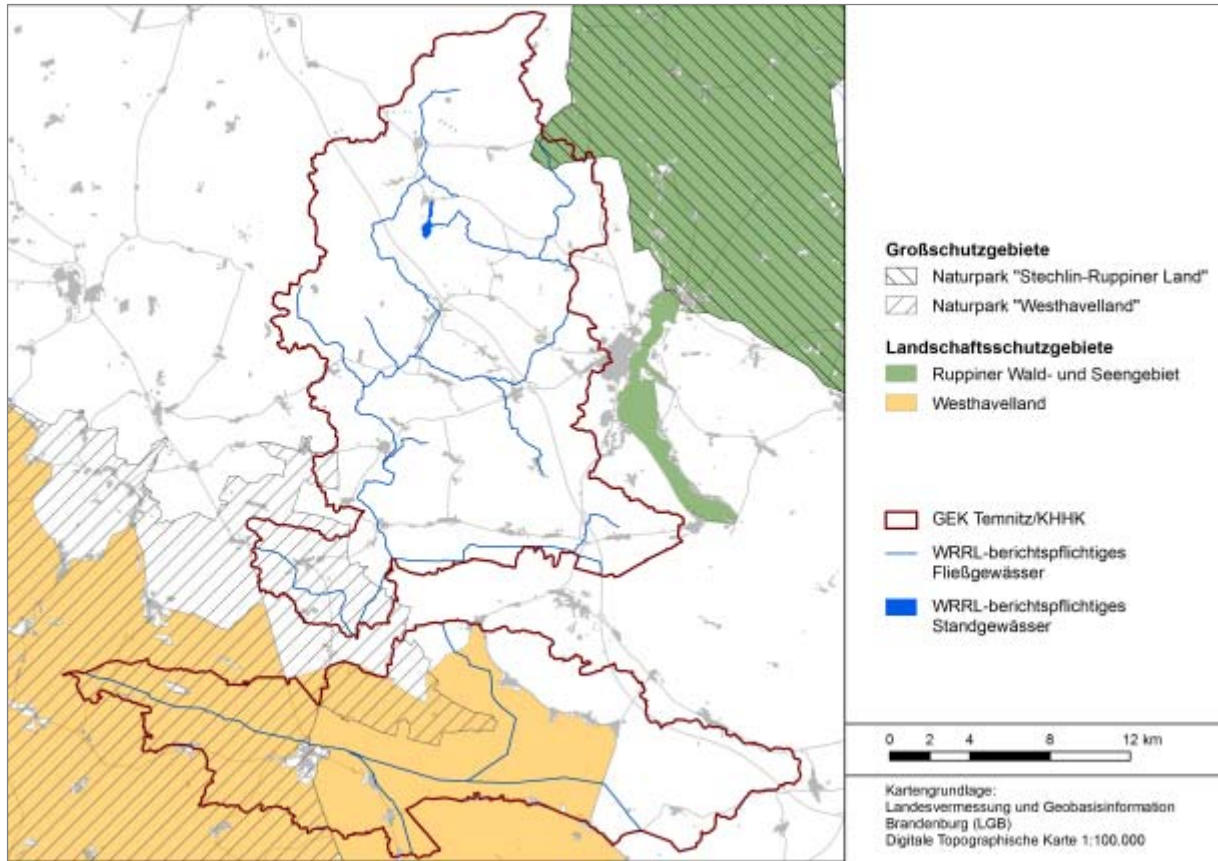 Großschutzgebiete
Naturpark "Stechlin-Ruppiner Land"
Naturpark "Westhavelland"
Landschaftsschutzgebiete
Ruppiner Wald- und Seengebiet
Westhavelland
GEK Temnitz/KHHK
WRRL-berichtspflichtiges
Fließgewässer
WRRL-berichtspflichtiges
Standgewässer
0 2 4 8 12 km
Kartengrundlage:
Landesvermessung und Geobasisinformation
Brandenburg (LGB)
Digitale Topographische Karte 1:100.000